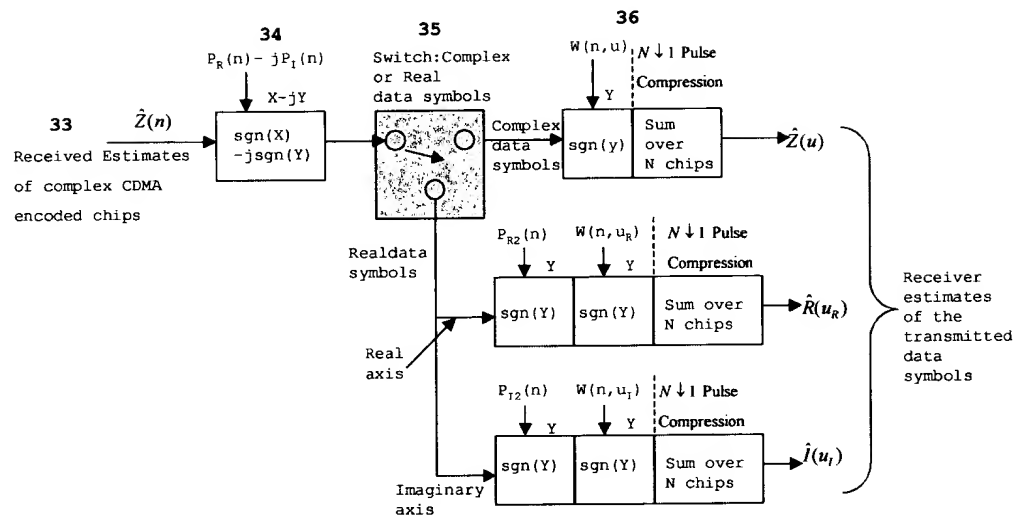 34
35
36
P_R(n) - jP_I(n)
X-jY
Switch:Complex
or Real
data symbols
W(n,u)
Y
N ↓ 1 Pulse
Compression
33
Ẑ(n)
Received Estimates
of complex CDMA
encoded chips
sgn(X)
-jsgn(Y)
Complex
data
symbols
sgn(y)
Sum
over
N chips
Ẑ(u)
Realdata
symbols
P_R2(n)
Y
W(n,u_R)
Y
N ↓ 1 Pulse
Compression
sgn(Y)
sgn(Y)
Sum over
N chips
R̂(u_R)
Real
axis
Receiver
estimates
of the
transmitted
data
symbols
P_I2(n)
Y
W(n,u_I)
Y
N ↓ 1 Pulse
Compression
sgn(Y)
sgn(Y)
Sum over
N chips
Î(u_I)
Imaginary
axis